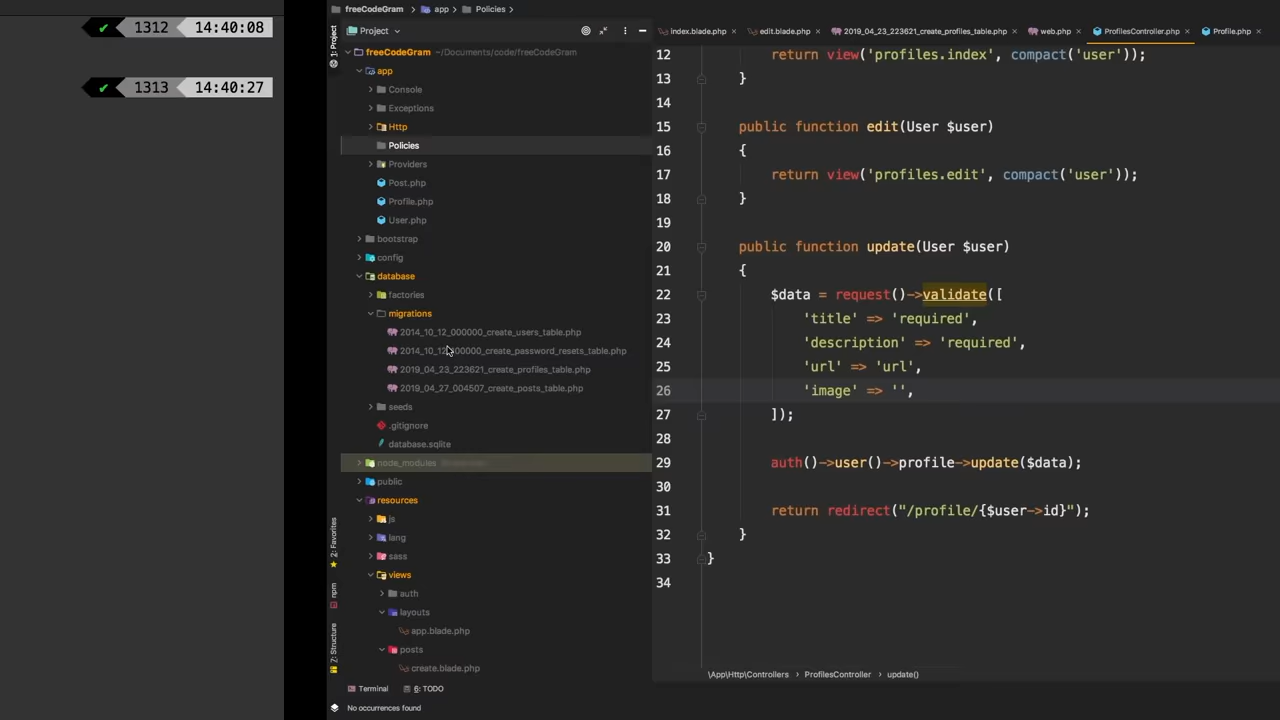 ✔ 1312 14:40:08
✔ 1313 14:40:27
freeCodeGram › app › Policies ›
Project
index.blade.php × edit.blade.php × 2019_04_23_223621_create_profiles_table.php × web.php × ProfilesController.php × Profile.php ×
1: Project
freeCodeGram ~/Documents/code/freeCodeGram
app
Console
Exceptions
Http
Policies
Providers
Post.php
Profile.php
User.php
bootstrap
config
database
factories
migrations
2014_10_12_000000_create_users_table.php
2014_10_12_000000_create_password_resets_table.php
2019_04_23_223621_create_profiles_table.php
2019_04_27_004507_create_posts_table.php
seeds
.gitignore
database.sqlite
node_modules
public
resources
js
lang
sass
views
auth
layouts
app.blade.php
posts
create.blade.php
2: Favorites
npm
7: Structure
12 return view('profiles.index', compact('user'));
13 }
14
15 public function edit(User $user)
16 {
17 return view('profiles.edit', compact('user'));
18 }
19
20 public function update(User $user)
21 {
22 $data = request()->validate([
23 'title' => 'required',
24 'description' => 'required',
25 'url' => 'url',
26 'image' => '',
27 ]);
28
29 auth()->user()->profile->update($data);
30
31 return redirect("/profile/{$user->id}");
32 }
33 }
34
\App\Http\Controllers › ProfilesController › update()
Terminal 6: TODO
No occurrences found